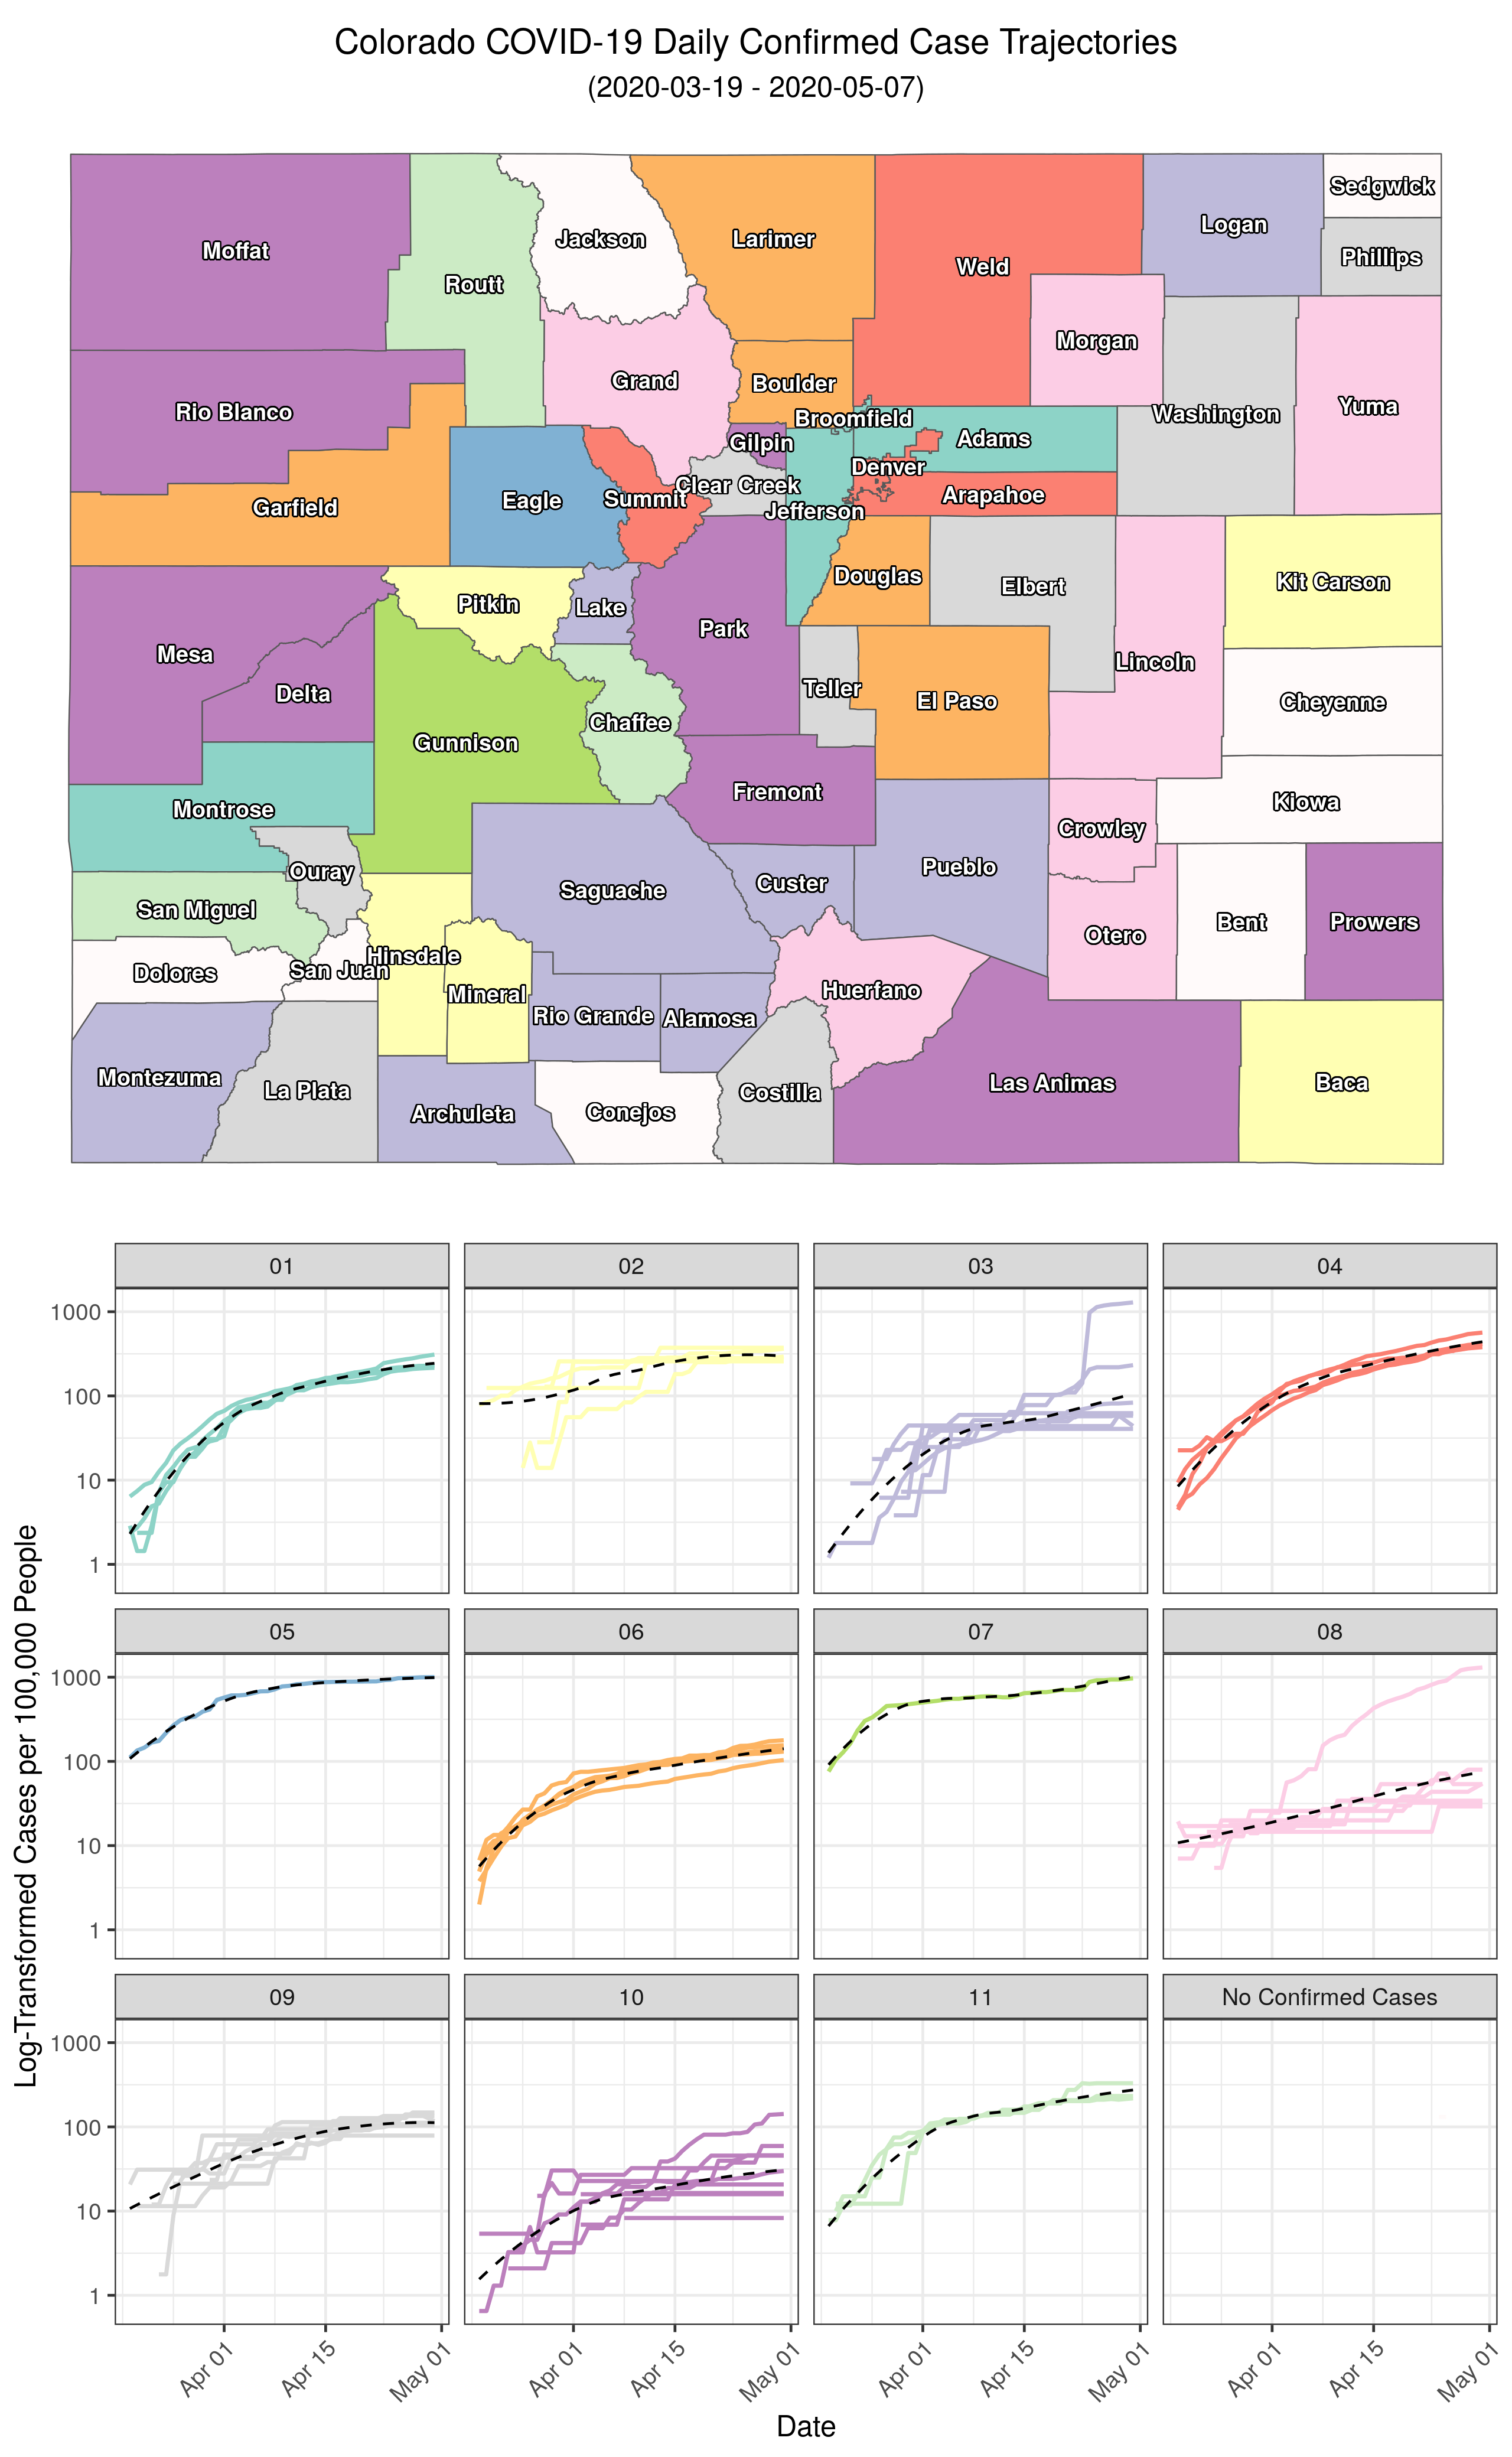 Colorado COVID-19 Daily Confirmed Case Trajectories
(2020-03-19 - 2020-05-07)
Sedgwick
Logan
Moffat
Jackson
Larimer
Phillips
Weld
Routt
Morgan
Grand
Boulder
Yuma
Rio Blanco
Washington
Broomfield
Adams
Gilpin
Denver
Clear Creek
Arapahoe
Summit
Eagle
Garfield
Jefferson
Douglas
Kit Carson
Elbert
Pitkin
Lake
Park
Mesa
Lincoln
Teller
Delta
El Paso
Cheyenne
Chaffee
Gunnison
Fremont
Kiowa
Montrose
Crowley
Pueblo
Ouray
Custer
Saguache
San Miguel
Bent
Prowers
Otero
Hinsdale
San Juan
Dolores
Huerfano
Mineral
Rio Grande
Alamosa
Montezuma
Las Animas
Baca
La Plata
Costilla
Archuleta
Conejos
Log-Transformed Cases per 100,000 People
01
02
03
04
1000
100
10
1
05
06
07
08
1000
100
10
1
09
10
11
No Confirmed Cases
1000
100
10
1
Apr 01
Apr 15
May 01
Apr 01
Apr 15
May 01
Apr 01
Apr 15
May 01
Apr 01
Apr 15
May 01
Date